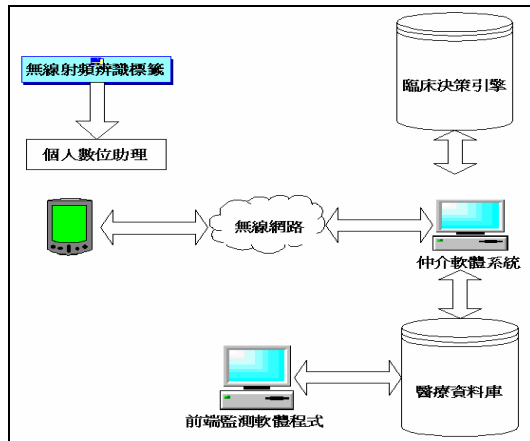 無線射頻辨識標籤
臨床決策引擎
個人數位助理
無線網路
仲介軟體系統
醫療資料庫
前端監測軟體程式